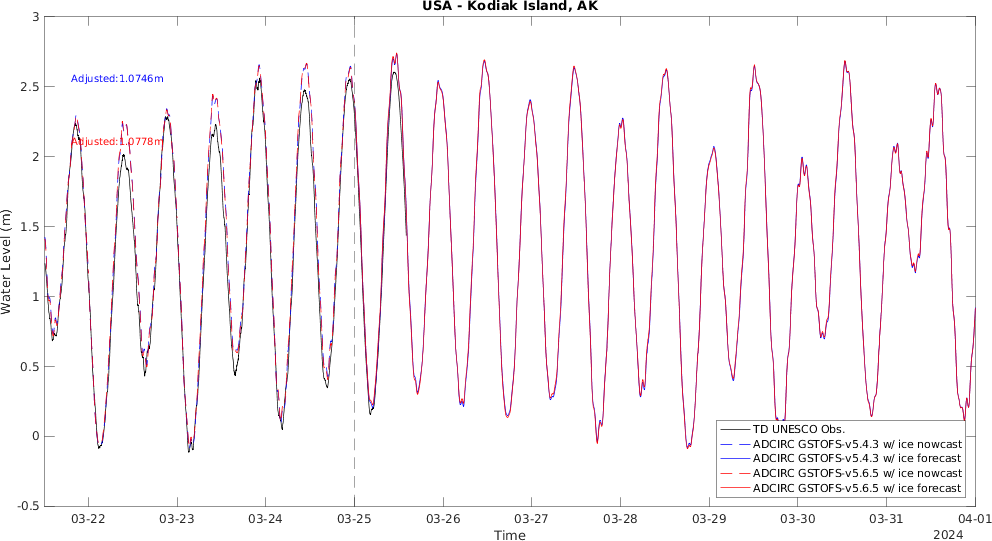 USA - Kodiak Island, AK
3
2.5
2
1.5
1
0.5
0
-0.5
Water Level (m)
Adjusted:1.0746m
Adjusted:1.0778m
TD UNESCO Obs.
ADCIRC GSTOFS-v5.4.3 w/ ice nowcast
ADCIRC GSTOFS-v5.4.3 w/ ice forecast
ADCIRC GSTOFS-v5.6.5 w/ ice nowcast
ADCIRC GSTOFS-v5.6.5 w/ ice forecast
03-22 03-23 03-24 03-25 03-26 03-27 03-28 03-29 03-30 03-31 04-01
Time
2024